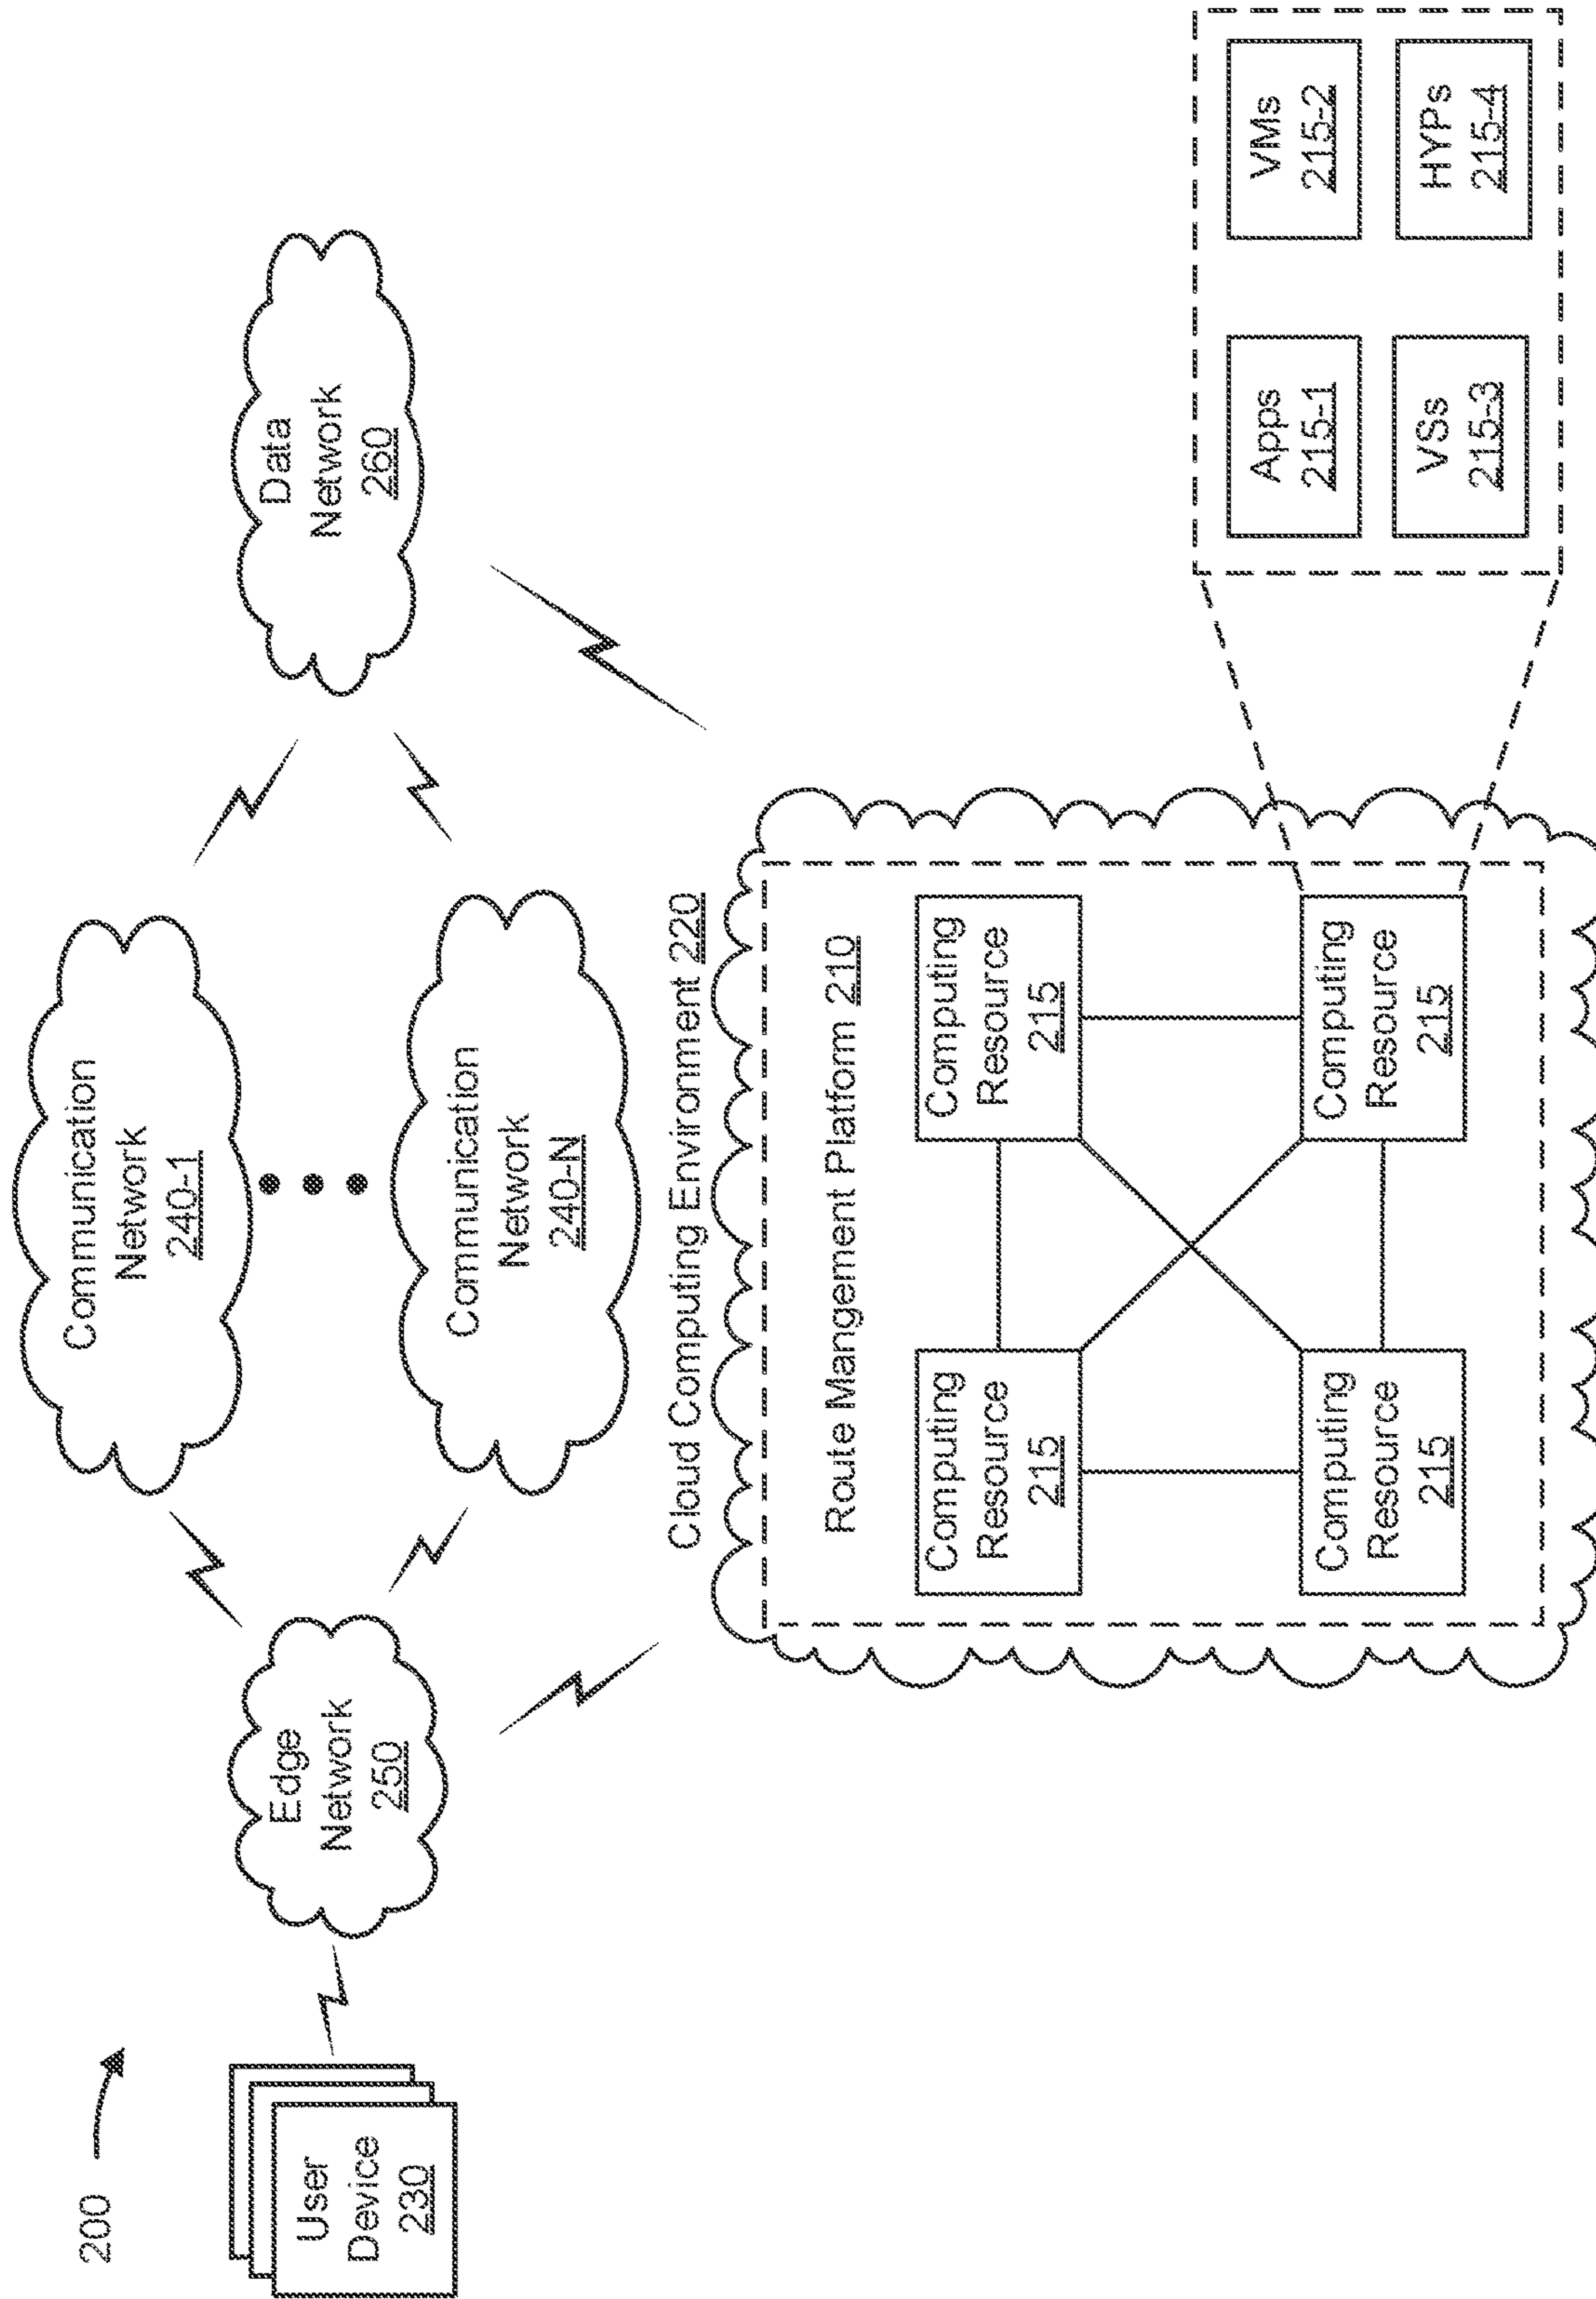 200
User
Device
230
Edge
Network
250
Communication
Network
240-1
Communication
Network
240-N
Data
Network
260
Cloud Computing Environment 220
Route Mangement Platform 210
Computing
Resource
215
Computing
Resource
215
Computing
Resource
215
Computing
Resource
215
Apps
215-1
VMs
215-2
VSs
215-3
HYPs
215-4